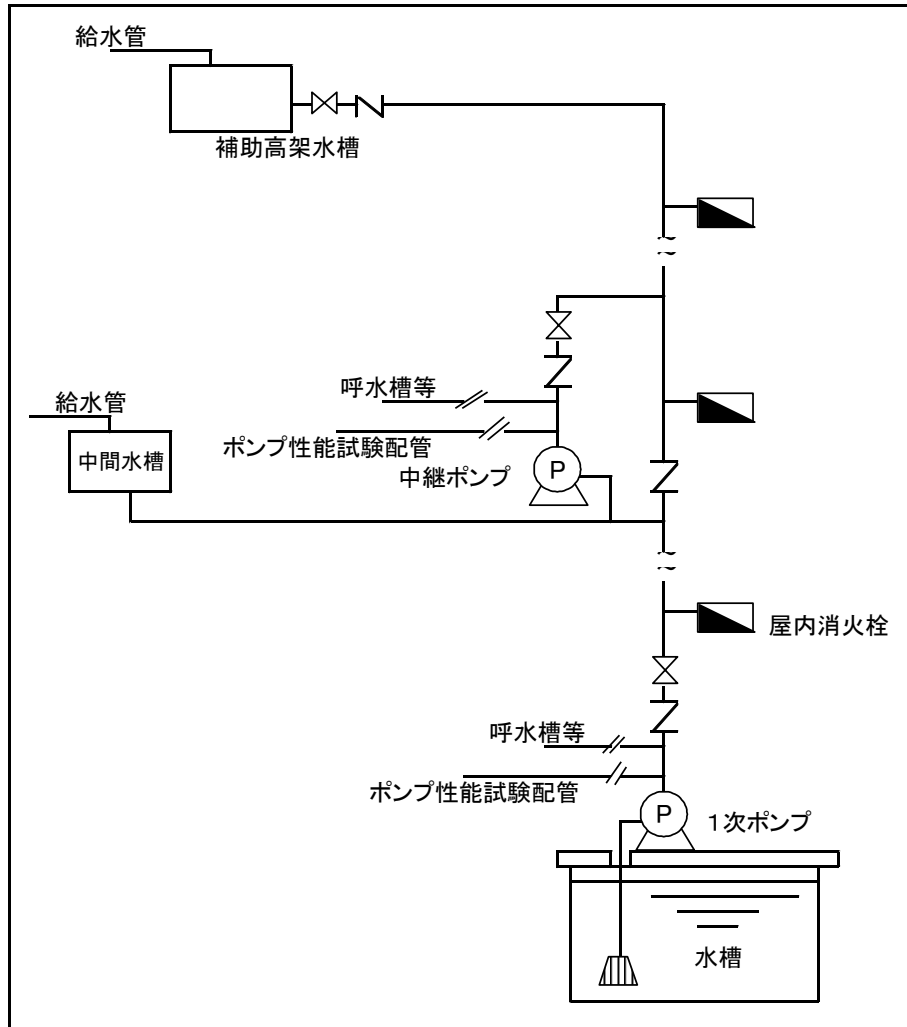 給水管
補助高架水槽
呼水槽等
給水管
ポンプ性能試験配管
中間水槽
中継ポンプ
P
屋内消火栓
呼水槽等
ポンプ性能試験配管
P
1次ポンプ
水槽